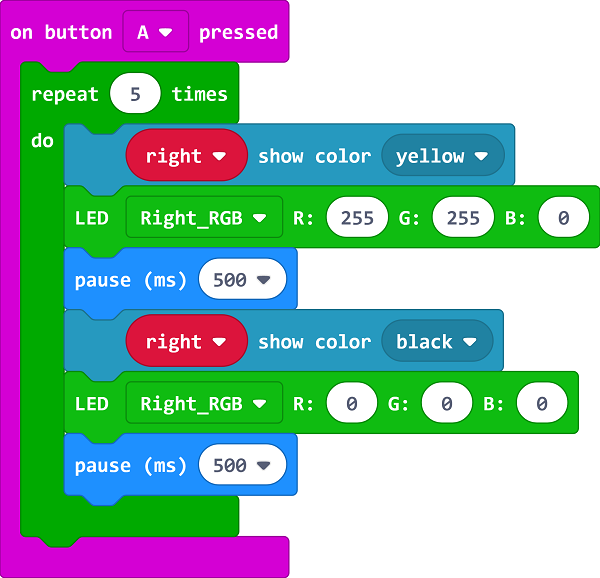 on button A pressed
repeat 5 times
do
right show color yellow
LED Right_RGB R: 255 G: 255 B: 0
pause (ms) 500
right show color black
LED Right_RGB R: 0 G: 0 B: 0
pause (ms) 500